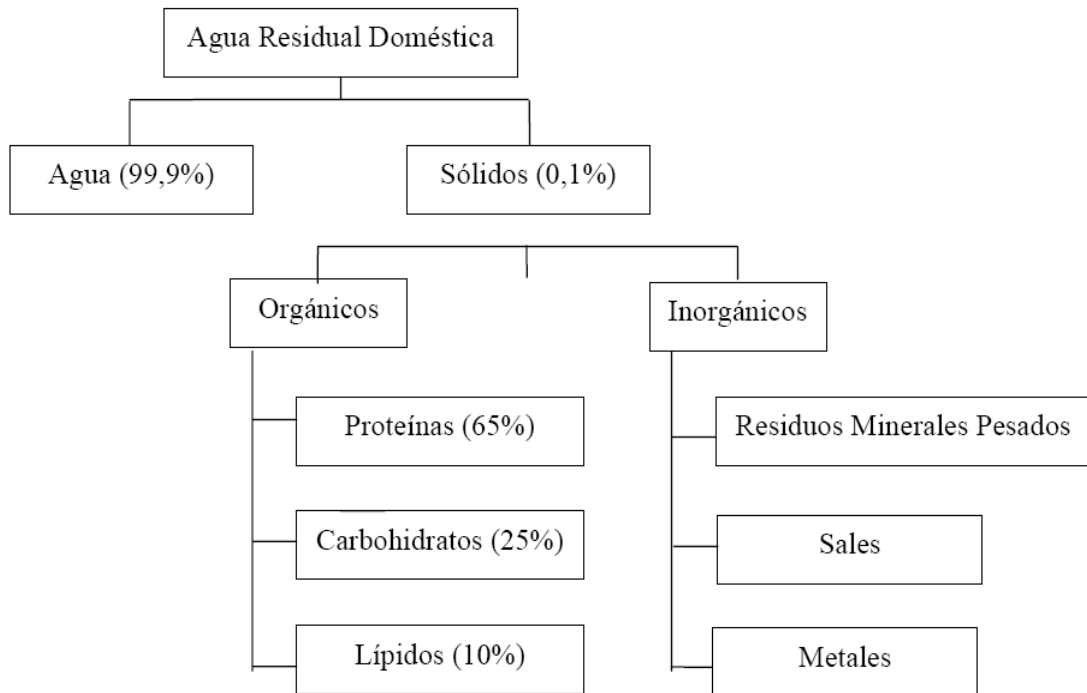 Agua Residual Doméstica
Agua (99,9%)
Sólidos (0,1%)
Orgánicos
Inorgánicos
Proteínas (65%)
Residuos Minerales Pesados
Carbohidratos (25%)
Sales
Lípidos (10%)
Metales